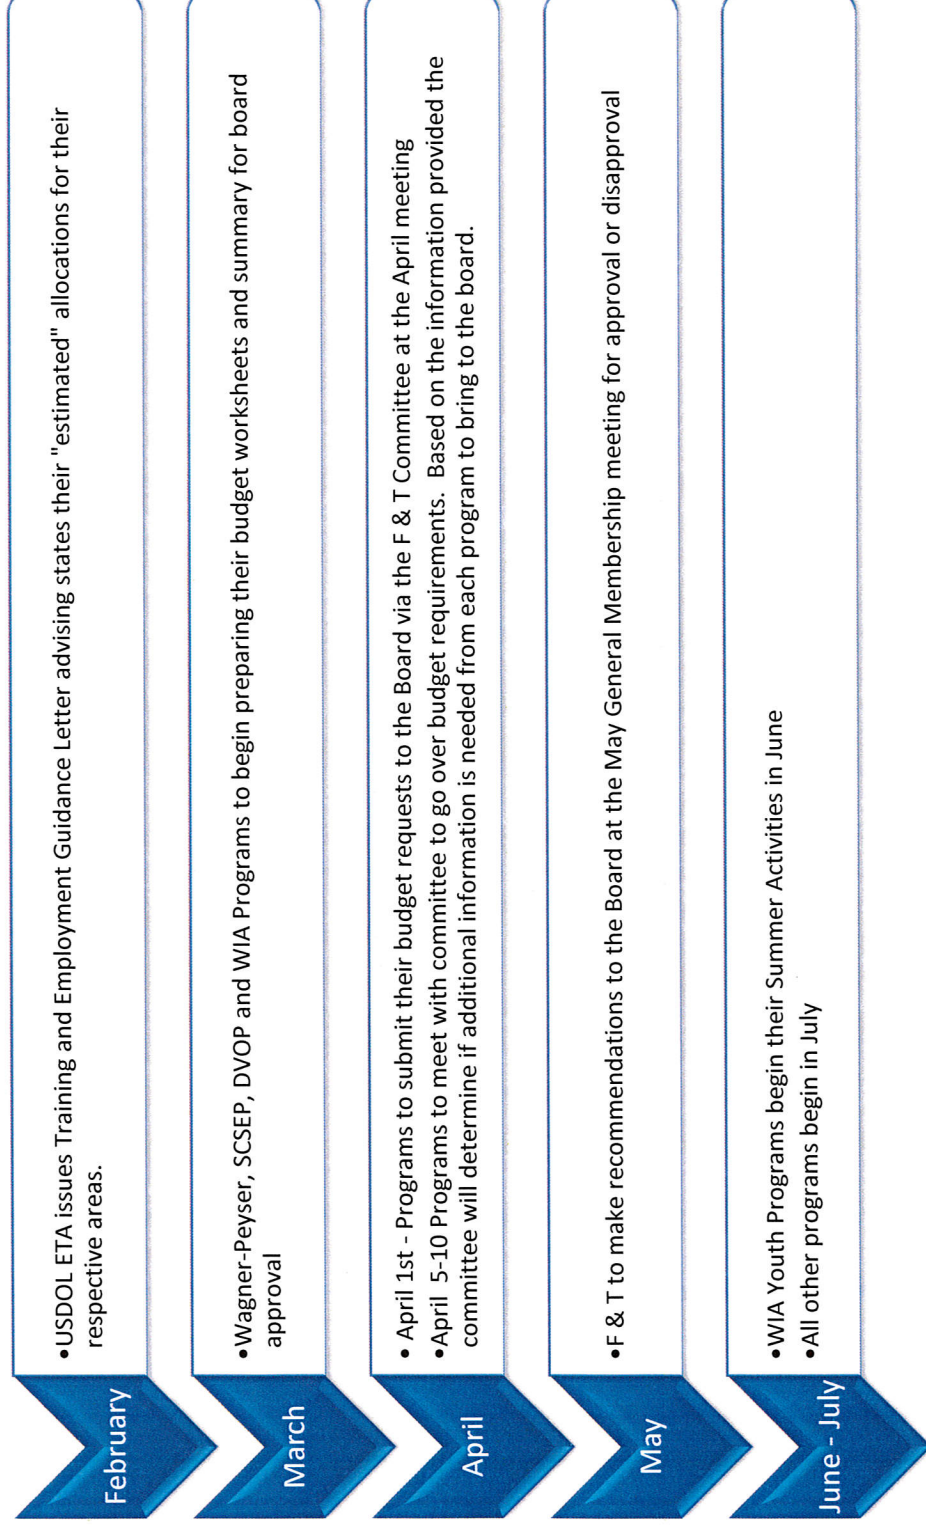 February
•USDOL ETA issues Training and Employment Guidance Letter advising states their "estimated" allocations for their
respective areas.
March
•Wagner-Peyser, SCSEP, DVOP and WIA Programs to begin preparing their budget worksheets and summary for board
approval
April
• April 1st - Programs to submit their budget requests to the Board via the F & T Committee at the April meeting
•April  5-10 Programs to meet with committee to go over budget requirements.  Based on the information provided the
committee will determine if additional information is needed from each program to bring to the board.
May
•F & T to make recommendations to the Board at the May General Membership meeting for approval or disapproval
June - July
•WIA Youth Programs begin their Summer Activities in June
•All other programs begin in July